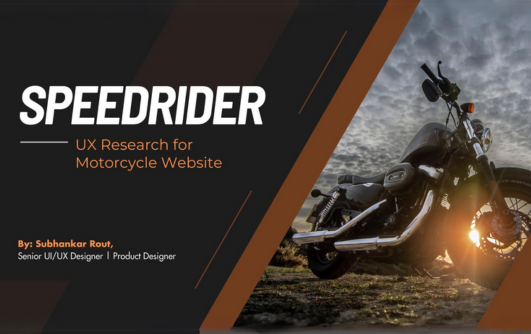 SPEEDRIDER
UX Research for
Motorcycle Website
By: Subhankar Rout,
Senior UI/UX Designer | Product Designer